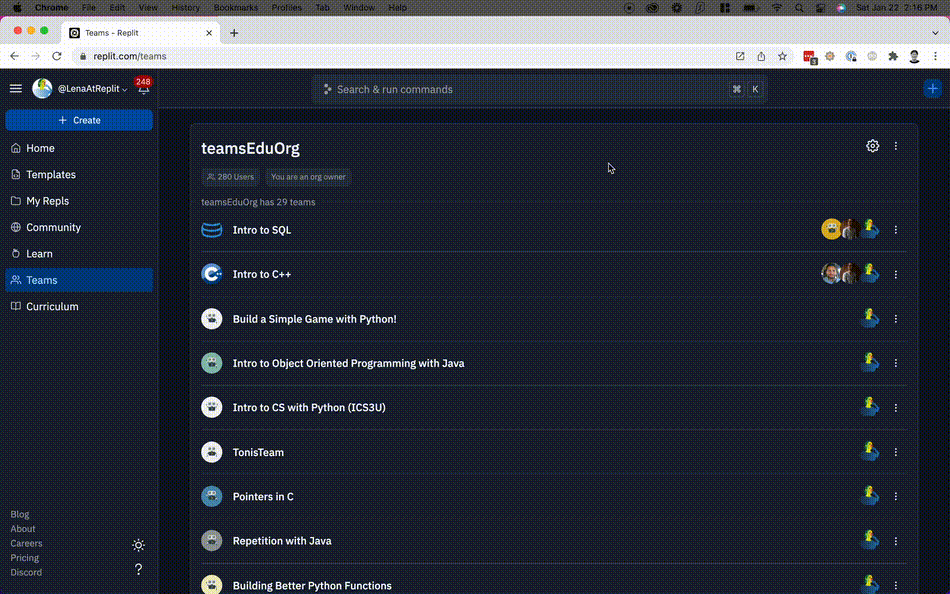 Chrome File Edit View History Bookmarks Profiles Tab Window Help Sat Jan 22 7:16 PM
Teams - Replit
replit.com/teams
3
@LenaAtReplit 248
Search & run commands ⌘ K
+ Create
Home
Templates
My Repls
Community
Learn
Teams
Curriculum
Blog
About
Careers
Pricing
Discord
?
teamsEduOrg
280 Users You are an org owner
teamsEduOrg has 29 teams
Intro to SQL
Intro to C++
Build a Simple Game with Python!
Intro to Object Oriented Programming with Java
Intro to CS with Python (ICS3U)
TonisTeam
Pointers in C
Repetition with Java
Building Better Python Functions